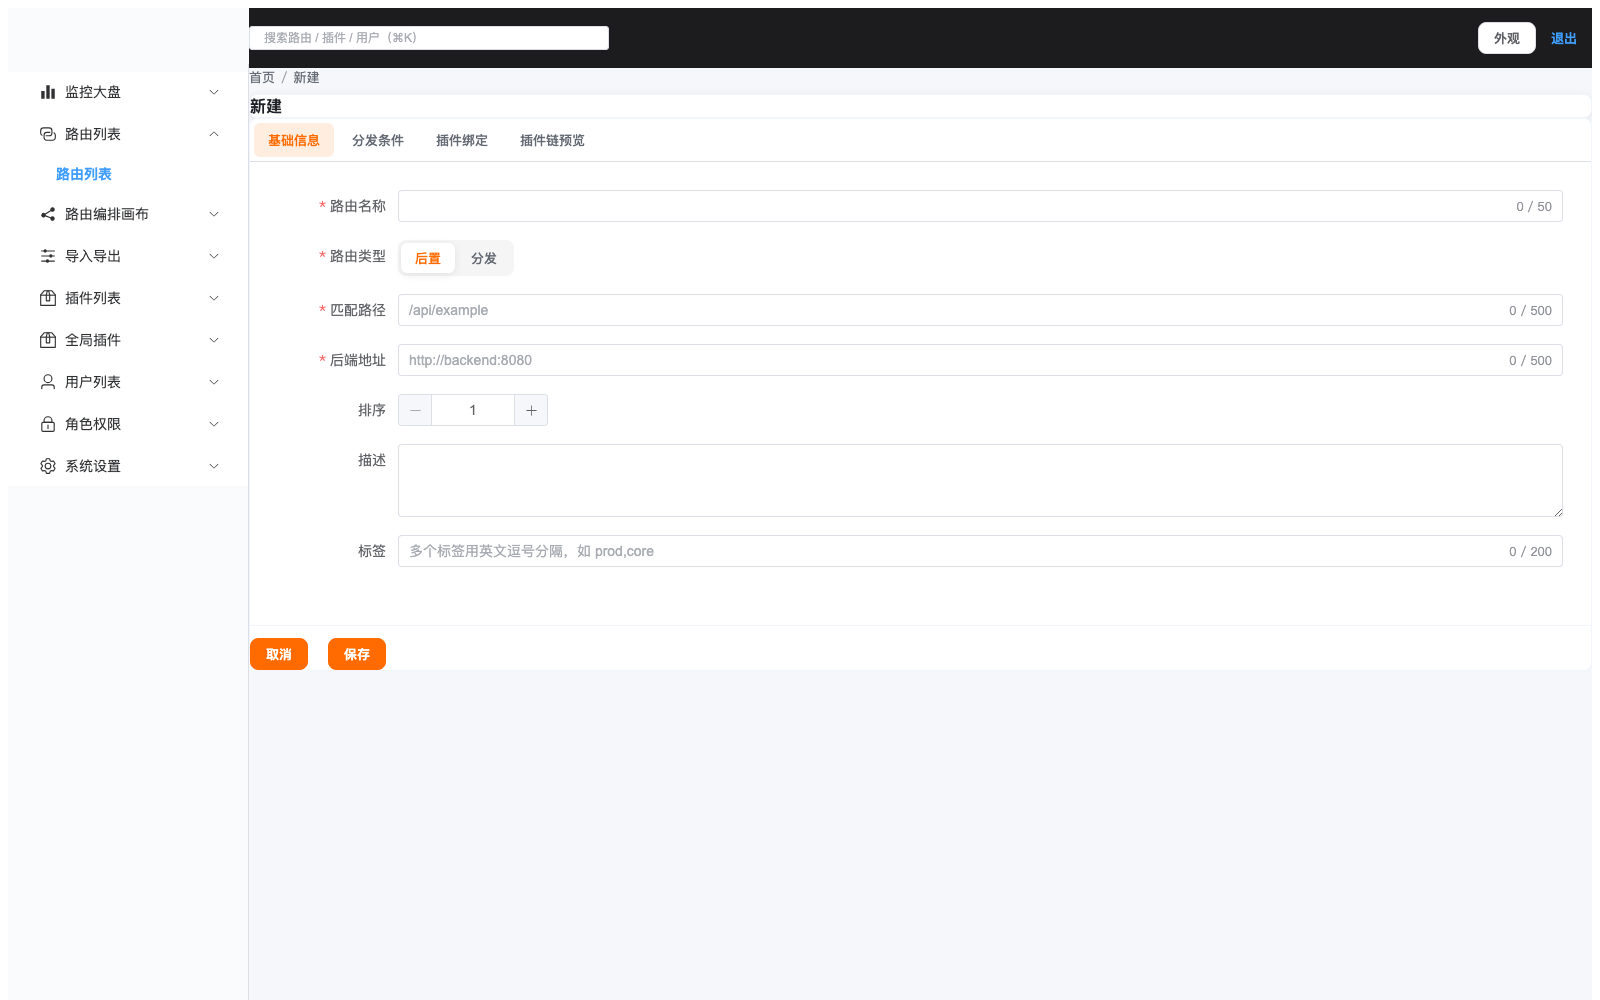 搜索路由 / 插件 / 用户（⌘K）
外观
退出
监控大盘
路由列表
路由列表
路由编排画布
导入导出
插件列表
全局插件
用户列表
角色权限
系统设置
首页 / 新建
新建
基础信息
分发条件
插件绑定
插件链预览
* 路由名称
0 / 50
* 路由类型
后置
分发
* 匹配路径
/api/example
0 / 500
* 后端地址
http://backend:8080
0 / 500
排序
1
描述
标签
多个标签用英文逗号分隔，如 prod,core
0 / 200
取消
保存